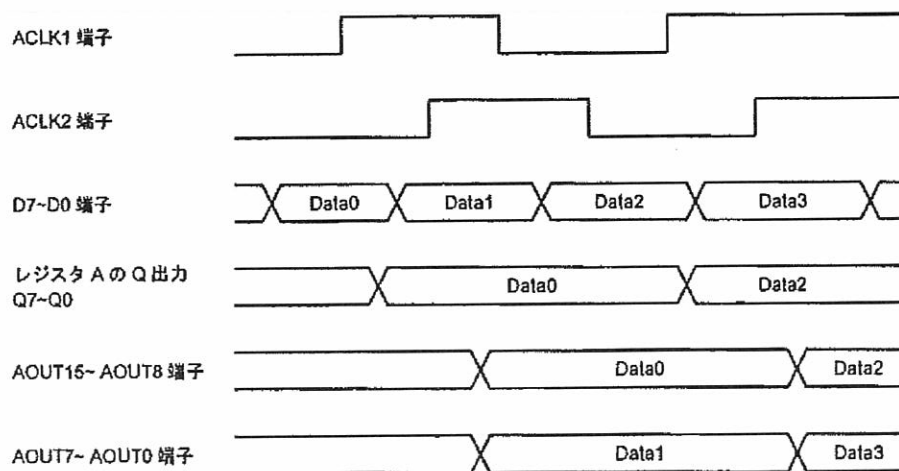 ACLK1 端子
ACLK2 端子
D7~D0 端子
Data0 Data1 Data2 Data3
レジスタ A の Q 出力
Q7~Q0
Data0 Data2
AOUT15~ AOUT8 端子
Data0 Data2
AOUT7~ AOUT0 端子
Data1 Data3